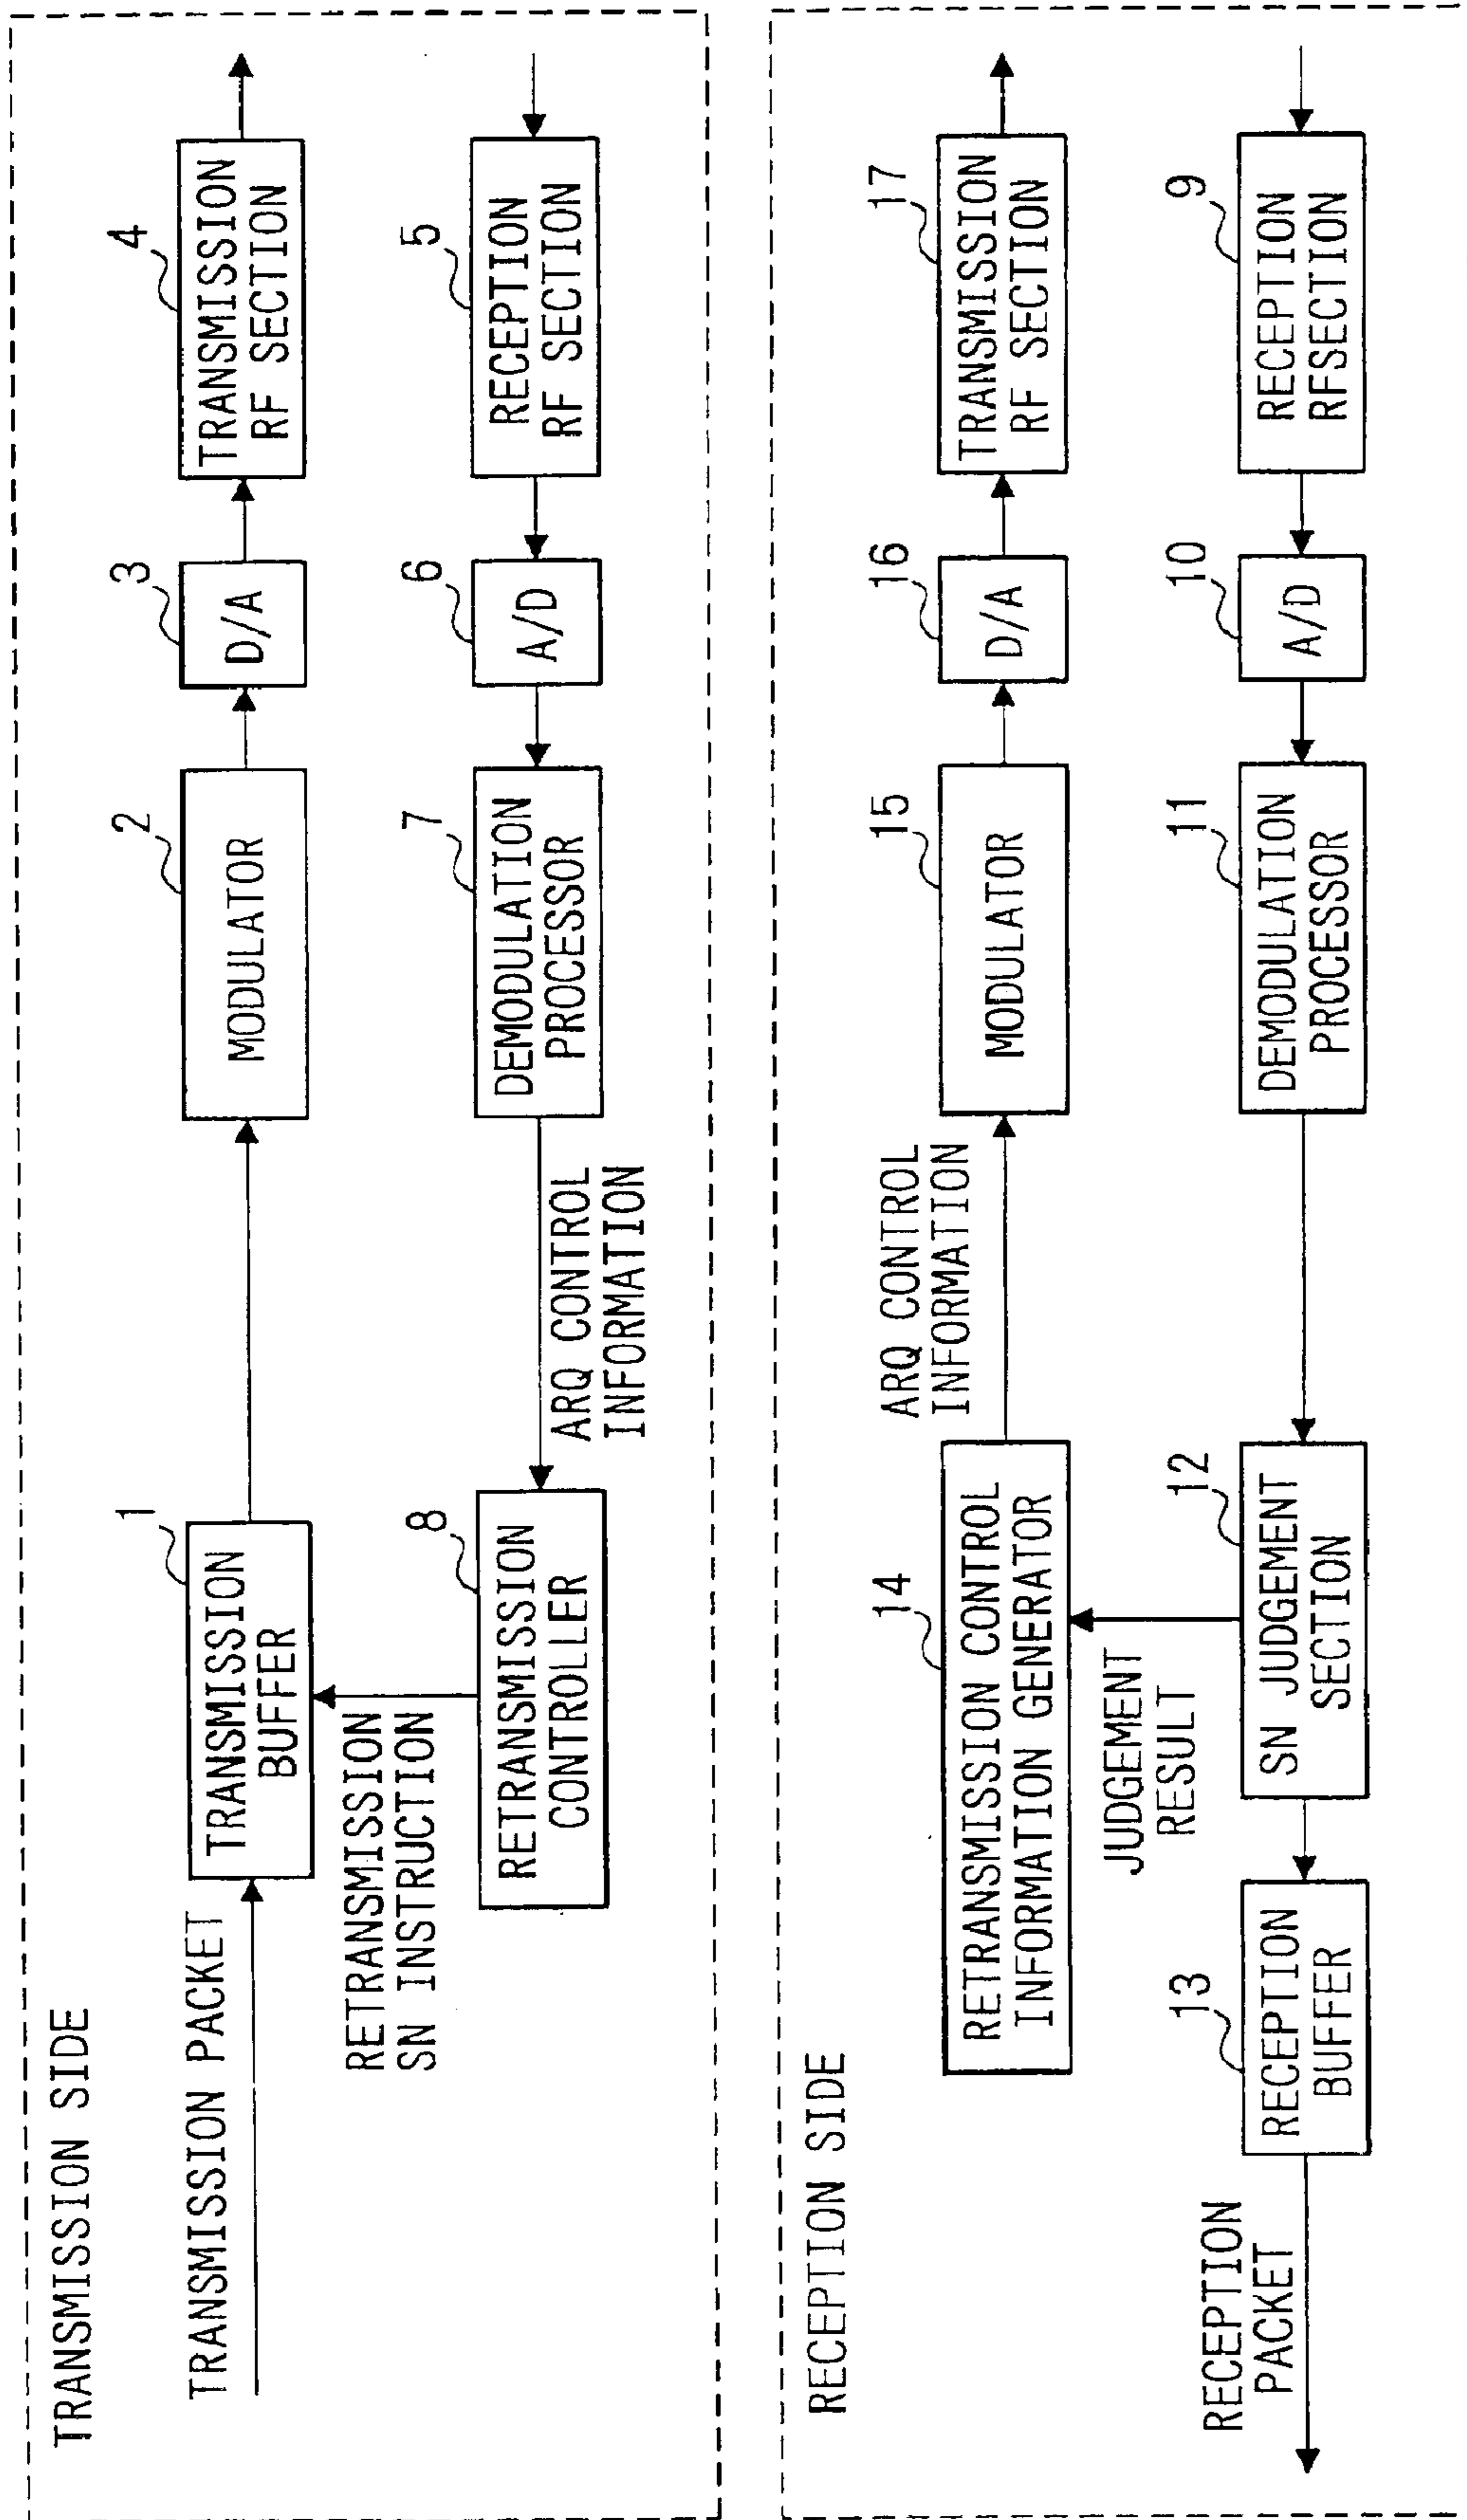 TRANSMISSION SIDE
TRANSMISSION PACKET
1
TRANSMISSION
BUFFER
2
MODULATOR
3
D/A
4
TRANSMISSION
RF SECTION
RETRANSMISSION
SN INSTRUCTION
8
RETRANSMISSION
CONTROLLER
ARQ CONTROL
INFORMATION
7
DEMODULATION
PROCESSOR
6
A/D
5
RECEPTION
RF SECTION
RECEPTION SIDE
14
RETRANSMISSION CONTROL
INFORMATION GENERATOR
ARQ CONTROL
INFORMATION
15
MODULATOR
16
D/A
17
TRANSMISSION
RF SECTION
JUDGEMENT
RESULT
RECEPTION
PACKET
13
RECEPTION
BUFFER
12
SN JUDGEMENT
SECTION
11
DEMODULATION
PROCESSOR
10
A/D
9
RECEPTION
RFSECTION